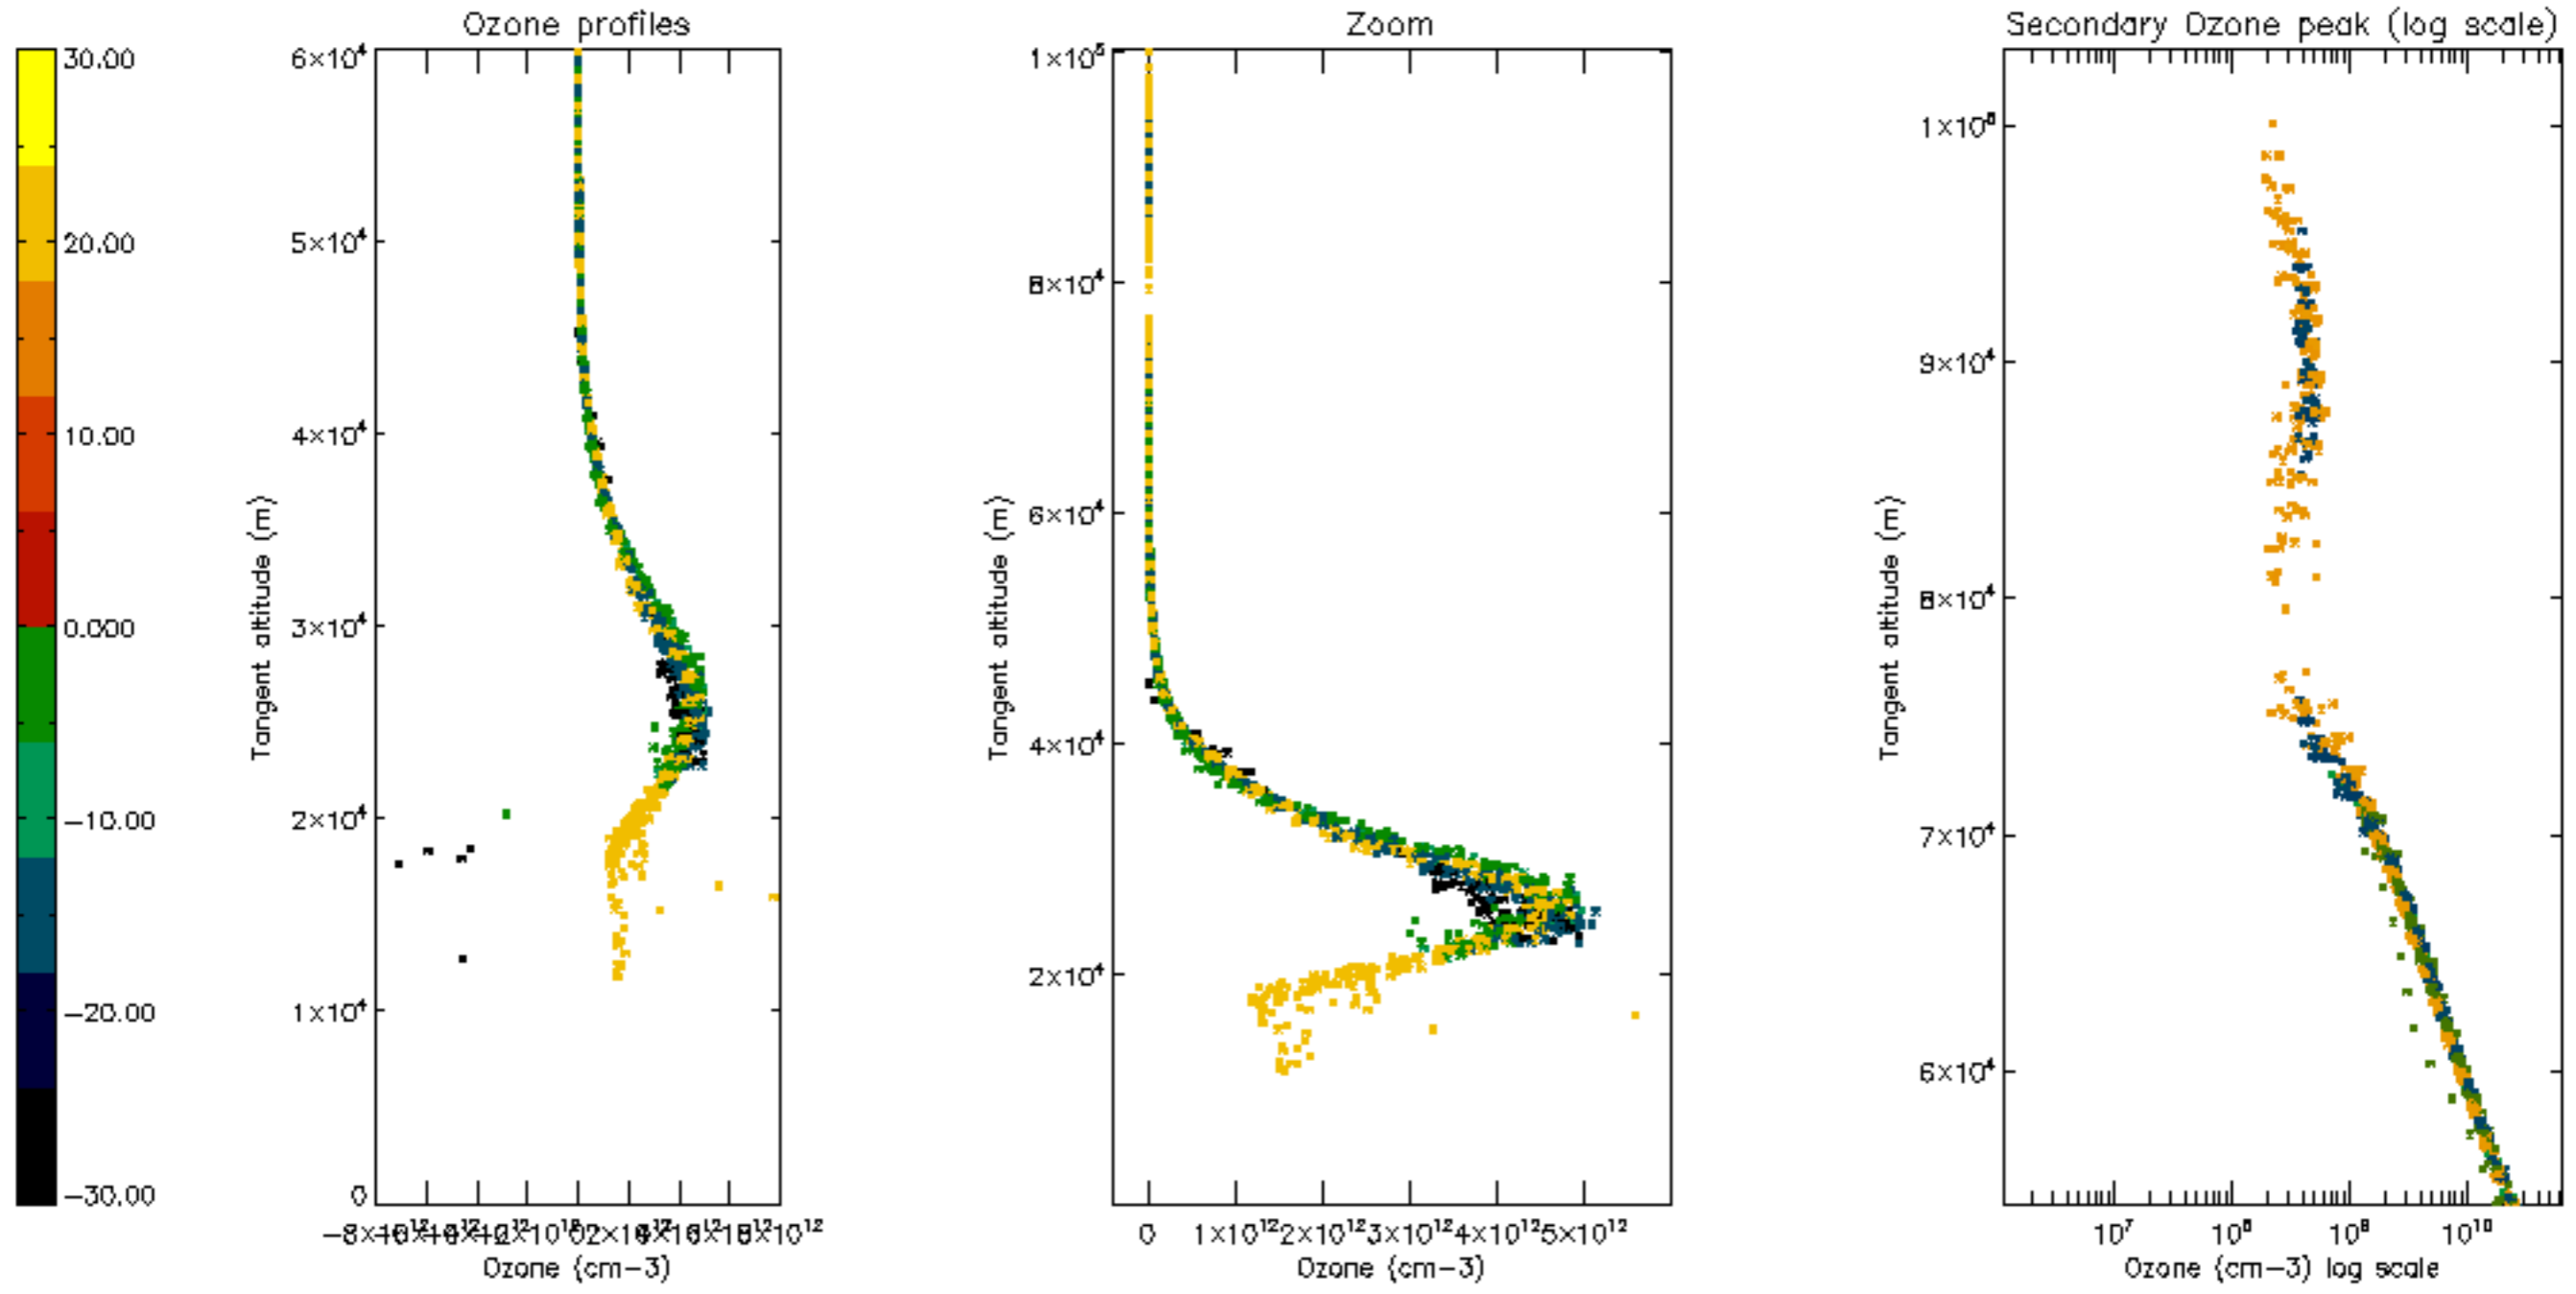 Ozone profiles
Zoom
Secondary Ozone peak (log scale)
30.00
20.00
10.00
0.000
-10.00
-20.00
-30.00
6×10⁴
5×10⁴
4×10⁴
3×10⁴
2×10⁴
1×10⁴
0
Tangent altitude (m)
Ozone (cm-3)
1×10⁵
8×10⁴
6×10⁴
4×10⁴
2×10⁴
Tangent altitude (m)
0 1×10¹² 2×10¹² 3×10¹² 4×10¹² 5×10¹²
Ozone (cm-3)
1×10⁵
9×10⁴
8×10⁴
7×10⁴
6×10⁴
Tangent altitude (m)
10⁷ 10⁸ 10⁹ 10¹⁰
Ozone (cm-3) log scale